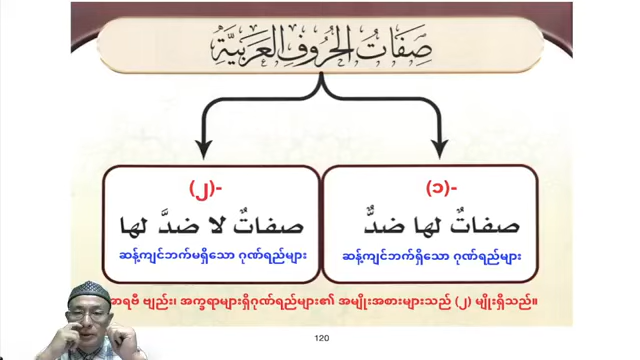 صِفَاتُ الْحُرُوفِ الْعَرَبِيَّةِ
(၁)-
صفاتٌ لها ضدٌّ
ဆန့်ကျင်ဘက်ရှိသော ဂုဏ်ရည်များ
(၂)-
صفاتٌ لا ضدَّ لها
ဆန့်ကျင်ဘက်မရှိသော ဂုဏ်ရည်များ
အာရဗီ ဗျည်း၊ အက္ခရာများရှိဂုဏ်ရည်များ၏ အမျိုးအစားများသည် (၂) မျိုးရှိသည်။
120